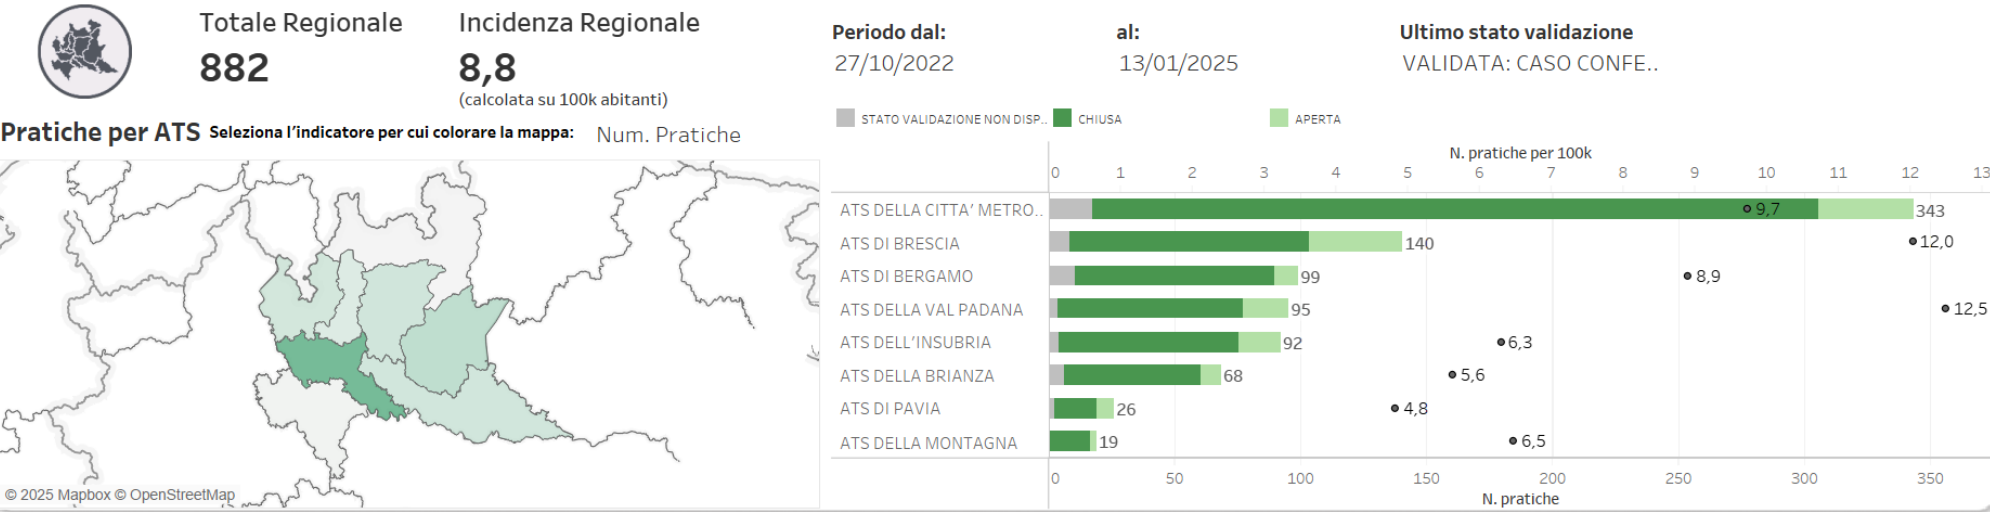 Totale Regionale
882
Incidenza Regionale
8,8
(calcolata su 100k abitanti)
Periodo dal:
27/10/2022
al:
13/01/2025
Ultimo stato validazione
VALIDATA: CASO CONFE..
Pratiche per ATS Seleziona l'indicatore per cui colorare la mappa: Num. Pratiche
© 2025 Mapbox © OpenStreetMap
STATO VALIDAZIONE NON DISP.. CHIUSA APERTA
N. pratiche per 100k
0 1 2 3 4 5 6 7 8 9 10 11 12 13
ATS DELLA CITTA' METRO.. 9,7 343
ATS DI BRESCIA 140 12,0
ATS DI BERGAMO 99 8,9
ATS DELLA VAL PADANA 95 12,5
ATS DELL'INSUBRIA 92 6,3
ATS DELLA BRIANZA 68 5,6
ATS DI PAVIA 26 4,8
ATS DELLA MONTAGNA 19 6,5
0 50 100 150 200 250 300 350
N. pratiche